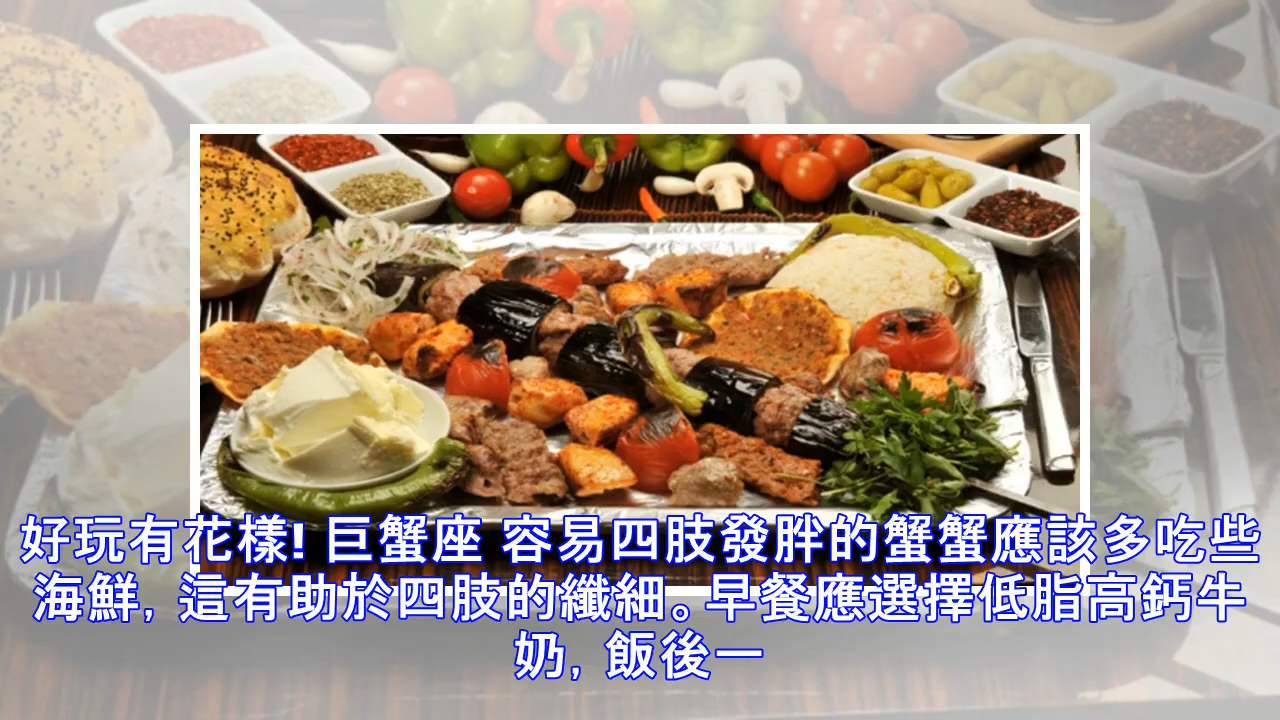 好玩有花樣! 巨蟹座 容易四肢發胖的蟹蟹應該多吃些
海鮮, 這有助於四肢的纖細。早餐應選擇低脂高鈣牛
奶, 飯後一